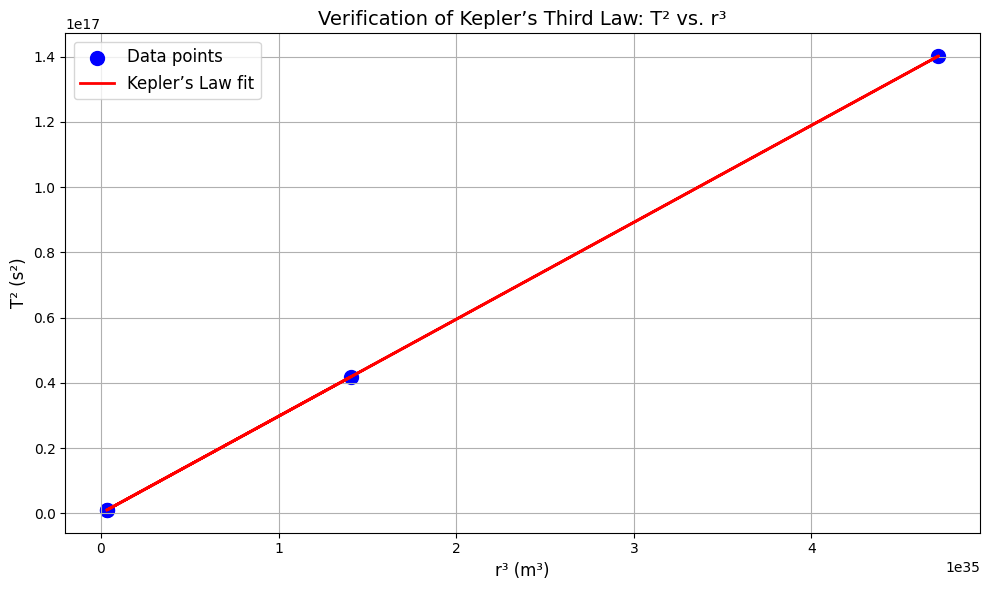 Verification of Kepler’s Third Law: T² vs. r³
1e17
Data points
Kepler’s Law fit
1.4
1.2
1.0
0.8
0.6
0.4
0.2
0.0
T² (s²)
0 1 2 3 4
1e35
r³ (m³)